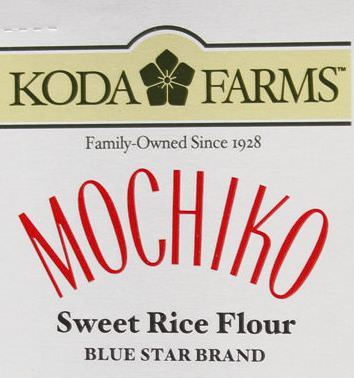 KODA FARMS™
Family-Owned Since 1928
MOCHIKO
Sweet Rice Flour
BLUE STAR BRAND